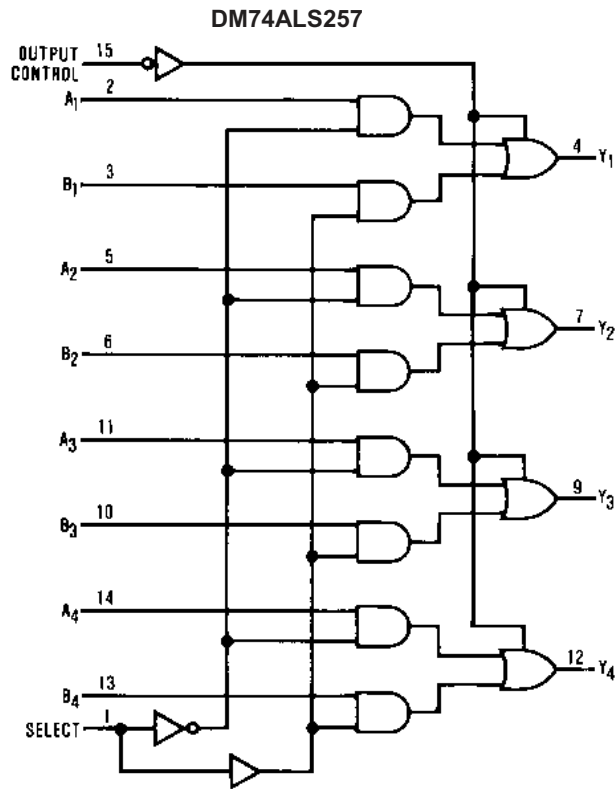 DM74ALS257
OUTPUT CONTROL 15
A1 2
B1 3
4 Y1
A2 5
B2 6
7 Y2
A3 11
B3 10
9 Y3
A4 14
B4 13
12 Y4
SELECT 1